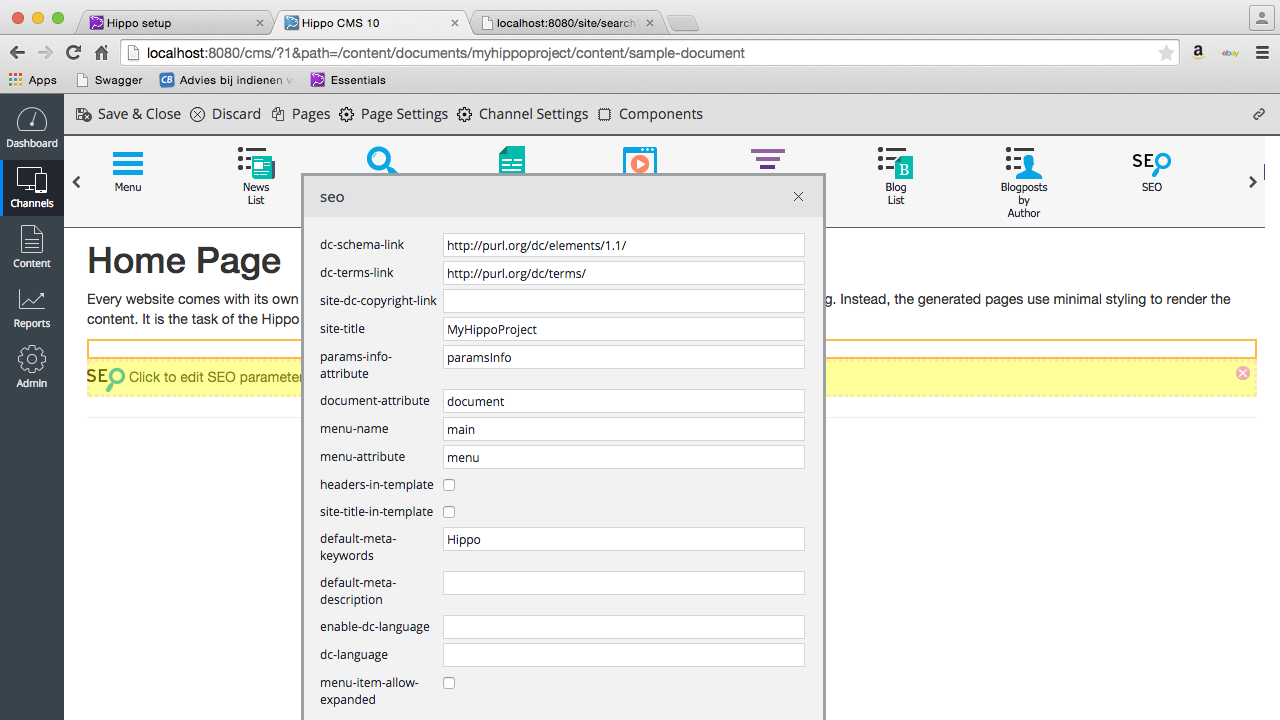 Hippo setup
Hippo CMS 10
localhost:8080/site/search
localhost:8080/cms/?1&path=/content/documents/myhippoproject/content/sample-document
Apps
Swagger
Advies bij indienen
Essentials
a
ebay
Dashboard
Channels
Content
Reports
Admin
Save & Close
Discard
Pages
Page Settings
Channel Settings
Components
Menu
News
List
B
Blog
List
Blogposts
by
Author
SEO
SEO
Home Page
Every website comes with its own
g. Instead, the generated pages use minimal styling to render the
content. It is the task of the Hippo
SEO Click to edit SEO parameter
seo
dc-schema-link http://purl.org/dc/elements/1.1/
dc-terms-link http://purl.org/dc/terms/
site-dc-copyright-link
site-title MyHippoProject
params-info-
attribute paramsInfo
document-attribute document
menu-name main
menu-attribute menu
headers-in-template
site-title-in-template
default-meta-
keywords Hippo
default-meta-
description
enable-dc-language
dc-language
menu-item-allow-
expanded